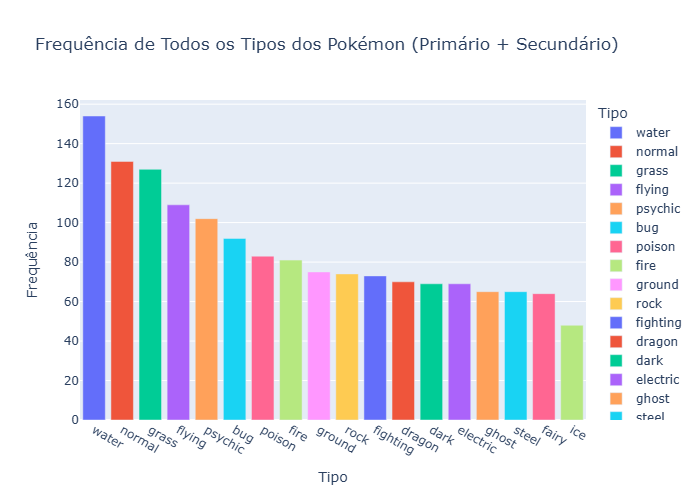 Frequência de Todos os Tipos dos Pokémon (Primário + Secundário)
Frequência
160
140
120
100
80
60
40
20
0
water
normal
grass
flying
psychic
bug
poison
fire
ground
rock
fighting
dragon
dark
electric
ghost
steel
fairy
ice
Tipo
Tipo
water
normal
grass
flying
psychic
bug
poison
fire
ground
rock
fighting
dragon
dark
electric
ghost
steel